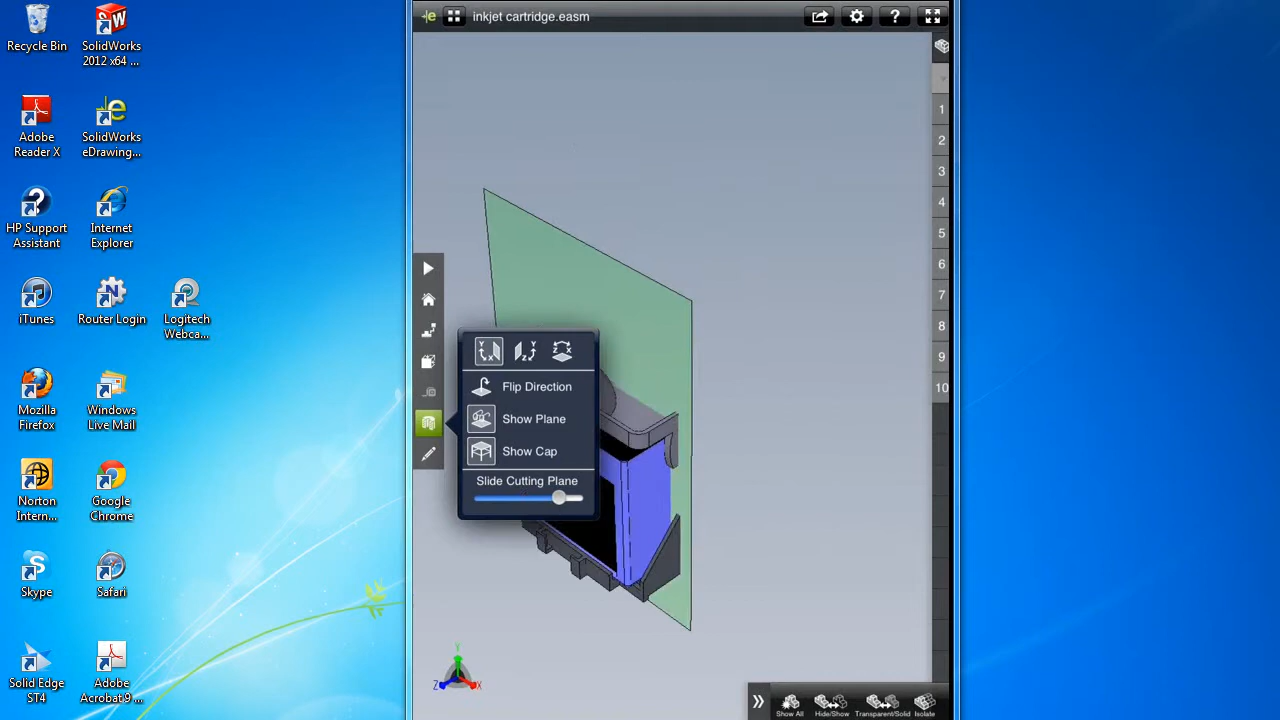 Recycle Bin
SolidWorks
2012 x64 ...
Adobe
Reader X
SolidWorks
eDrawing...
HP Support
Assistant
Internet
Explorer
iTunes
Router Login
Logitech
Webca...
Mozilla
Firefox
Windows
Live Mail
Norton
Intern...
Google
Chrome
Skype
Safari
Solid Edge
ST4
Adobe
Acrobat 9 ...
inkjet cartridge.easm
?
1
2
3
4
5
6
7
8
9
10
Flip Direction
Show Plane
Show Cap
Slide Cutting Plane
Y
Z
X
Show All
Hide/Show
Transparent/Solid
Isolate